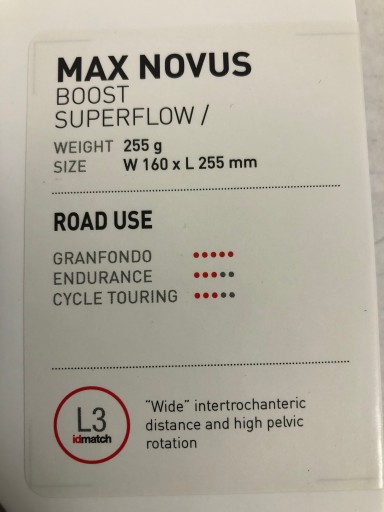 MAX NOVUS
BOOST
SUPERFLOW /
WEIGHT 255 g
SIZE W 160 x L 255 mm
ROAD USE
GRANFONDO
ENDURANCE
CYCLE TOURING
L3
idmatch
"Wide" intertrochanteric
distance and high pelvic
rotation